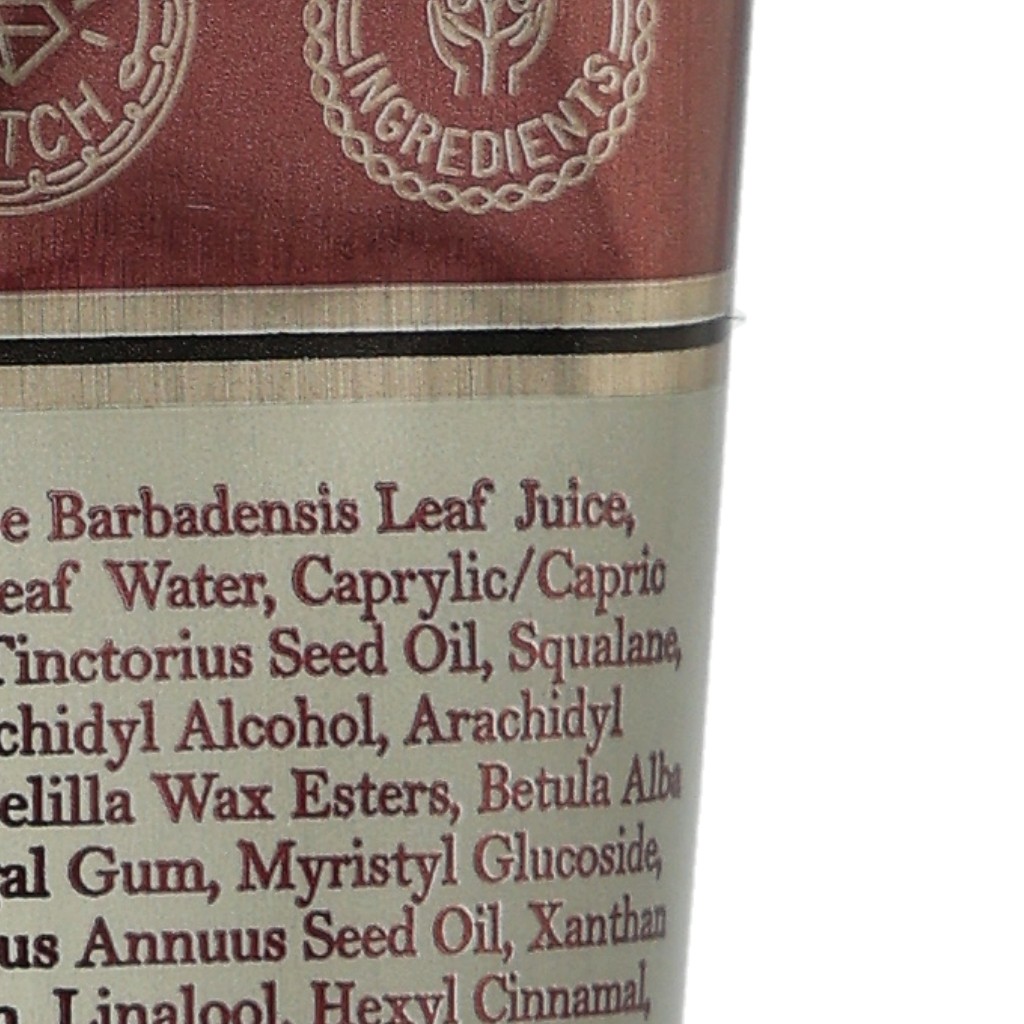 TCH
INGREDIENTS
e Barbadensis Leaf Juice,
eaf Water, Caprylic/Capric
Tinctorius Seed Oil, Squalane,
chidyl Alcohol, Arachidyl
elilla Wax Esters, Betula Alba
al Gum, Myristyl Glucoside,
us Annuus Seed Oil, Xanthan
Linalool, Hexyl Cinnamal,